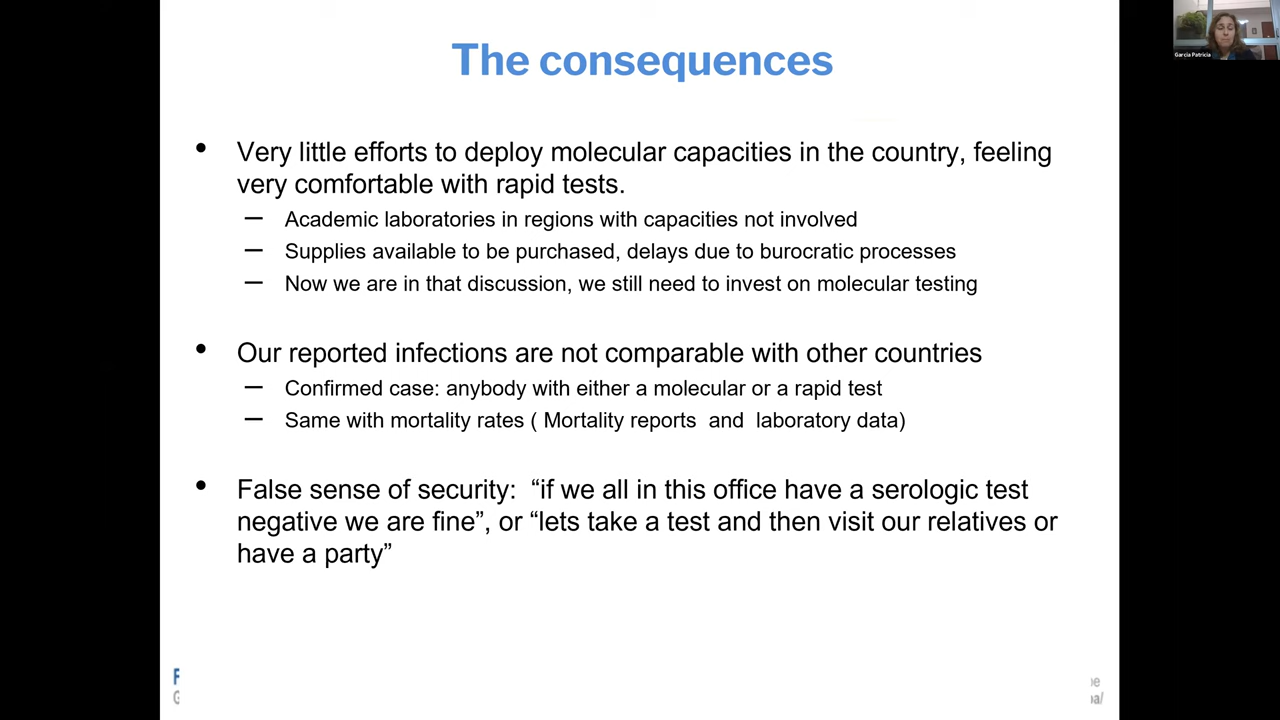 The consequences
Garcia Patricia
• Very little efforts to deploy molecular capacities in the country, feeling
very comfortable with rapid tests.
— Academic laboratories in regions with capacities not involved
— Supplies available to be purchased, delays due to burocratic processes
— Now we are in that discussion, we still need to invest on molecular testing
• Our reported infections are not comparable with other countries
— Confirmed case: anybody with either a molecular or a rapid test
— Same with mortality rates ( Mortality reports and laboratory data)
• False sense of security: “if we all in this office have a serologic test
negative we are fine”, or “lets take a test and then visit our relatives or
have a party”